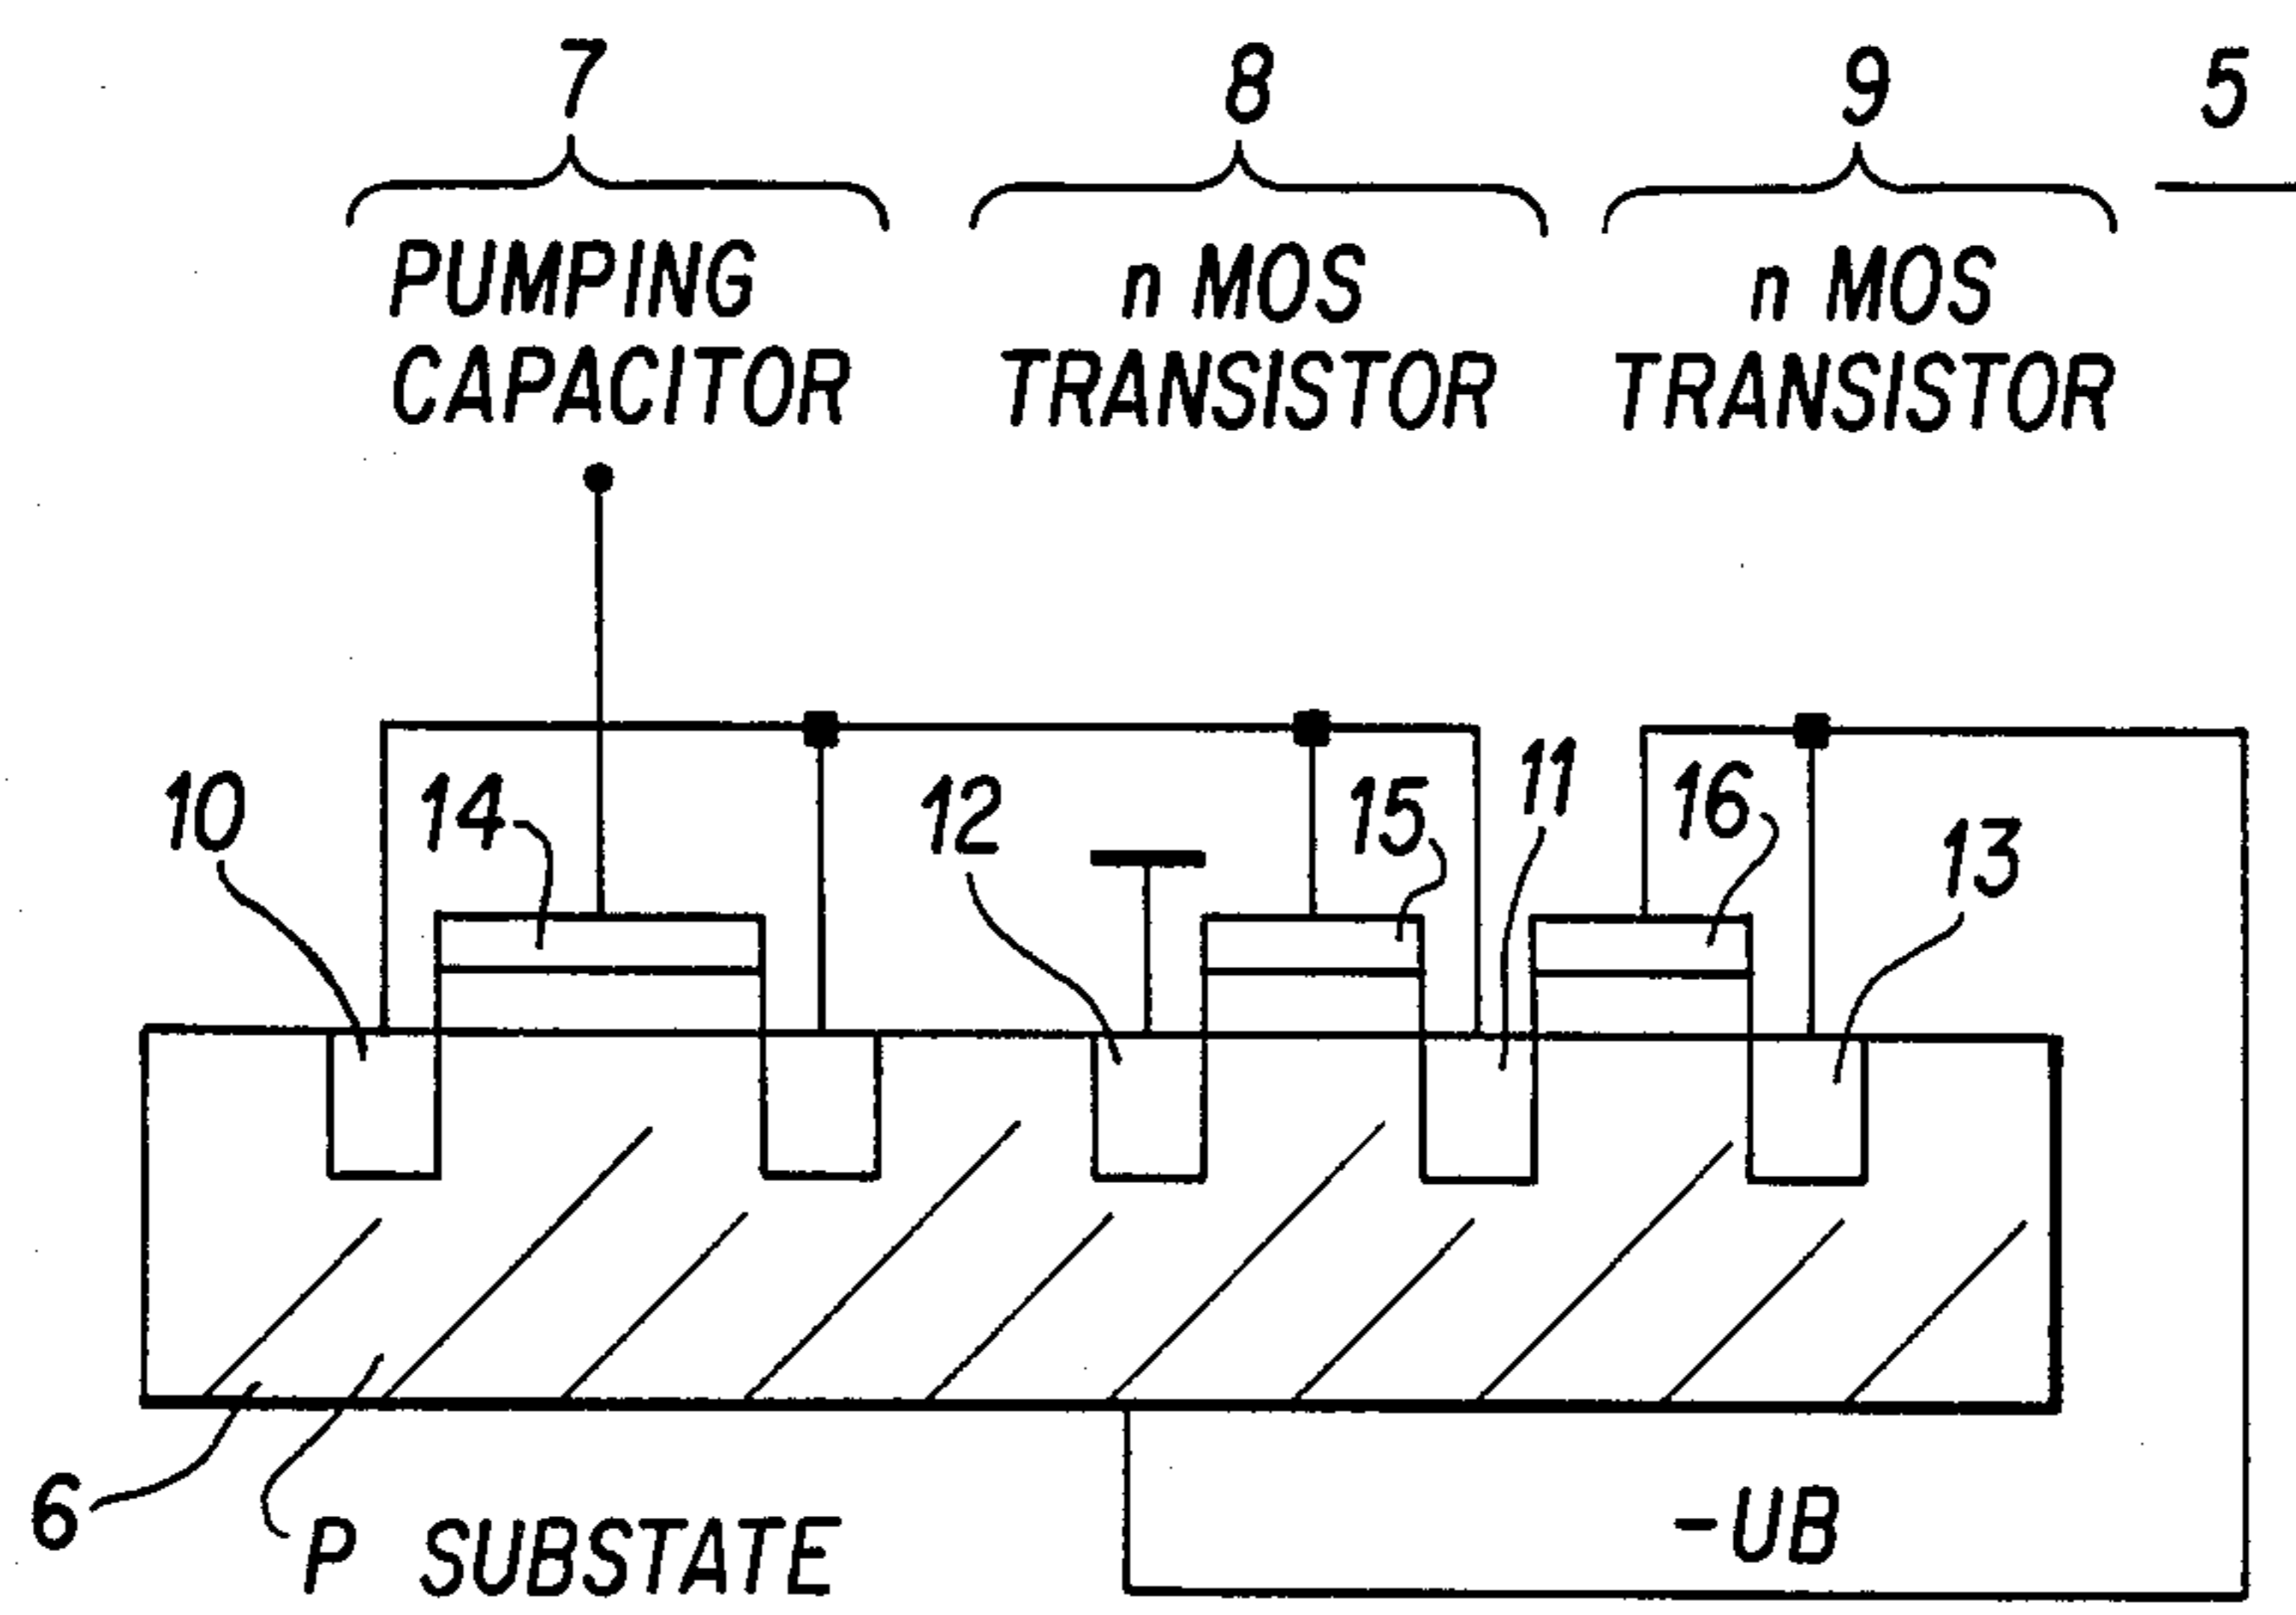 7
8
9
5
PUMPING
CAPACITOR
n MOS
TRANSISTOR
n MOS
TRANSISTOR
10
14
12
15
11
16
13
6
P SUBSTATE
-UB